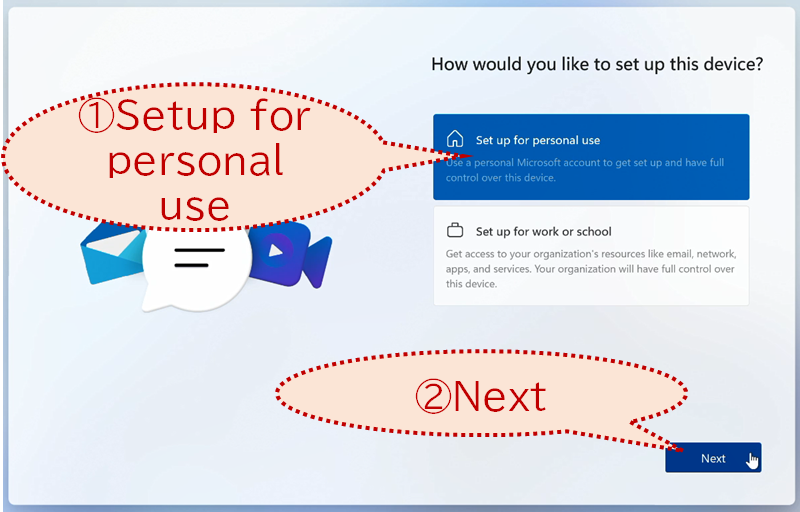 How would you like to set up this device?
①Setup for
personal
use
Set up for personal use
Use a personal Microsoft account to get set up and have full
control over this device.
Set up for work or school
Get access to your organization's resources like email, network,
apps, and services. Your organization will have full control over
this device.
②Next
Next